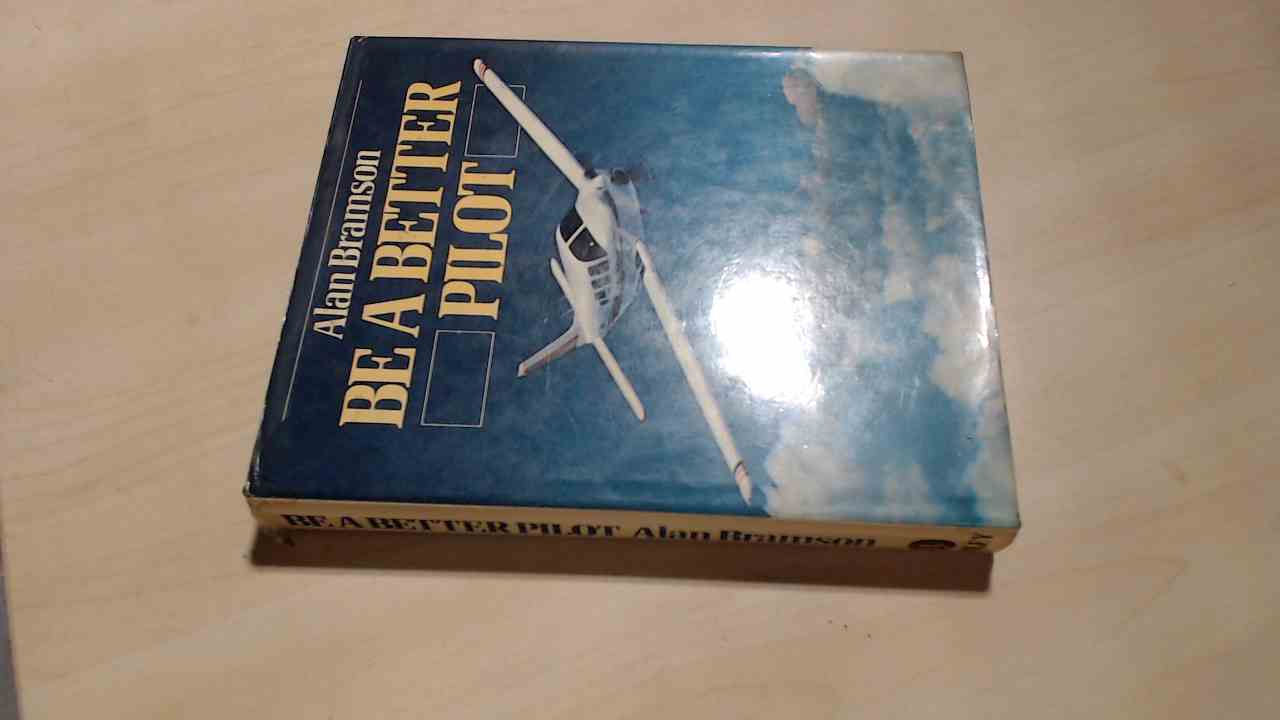 Alan Bramson
BE A BETTER
PILOT
BE A BETTER PILOT Alan Bramson